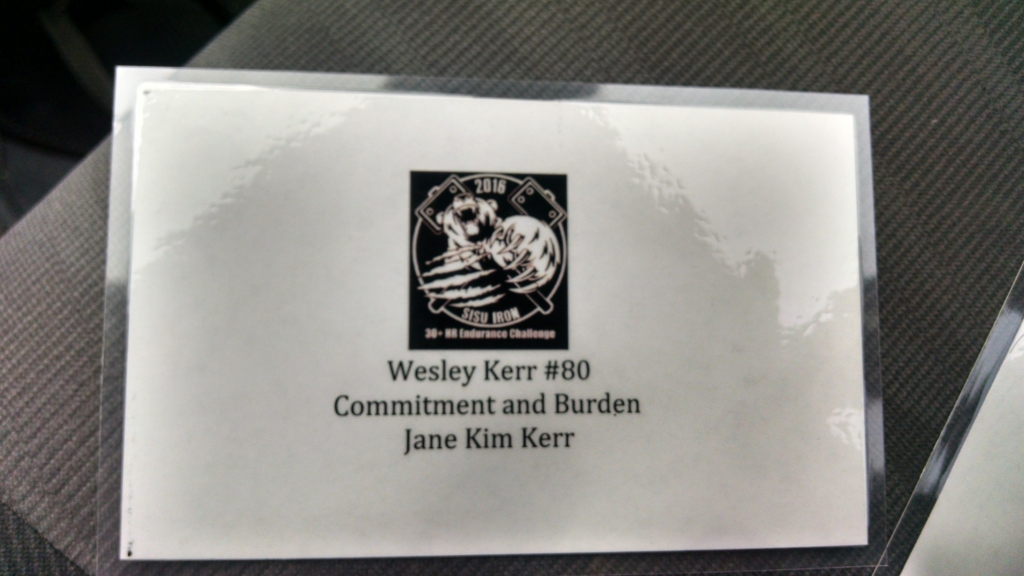 2016
SISU IRON
30+ HR Endurance Challenge
Wesley Kerr #80
Commitment and Burden
Jane Kim Kerr